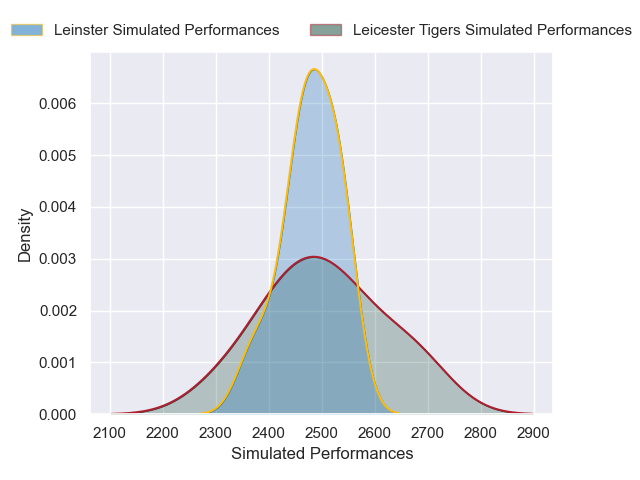 Leinster Simulated Performances
Leicester Tigers Simulated Performances
0.006
0.005
0.004
0.003
0.002
0.001
0.000
Density
2100 2200 2300 2400 2500 2600 2700 2800 2900
Simulated Performances